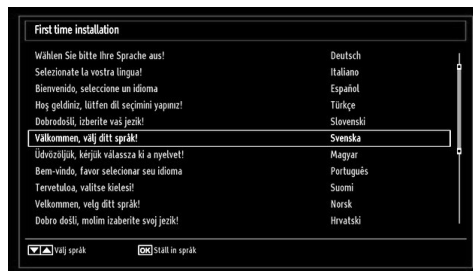 First time installation
Wählen Sie bitte Ihre Sprache aus! Deutsch
Selezionate la vostra lingua! Italiano
Bienvenido, seleccione un idioma Español
Hoş geldiniz, lütfen dil seçimini yapınız! Türkçe
Dobrodošli, izberite vaš jezik! Slovenski
Välkommen, välj ditt språk! Svenska
Üdvözöljük, kérjük válassza ki a nyelvet! Magyar
Bem-vindo, favor selecionar seu idioma Português
Tervetuloa, valitse kielesi! Suomi
Velkommen, velg ditt språk! Norsk
Dobro došli, molim izaberite svoj jezik! Hrvatski
Välj språk OK Ställ in språk